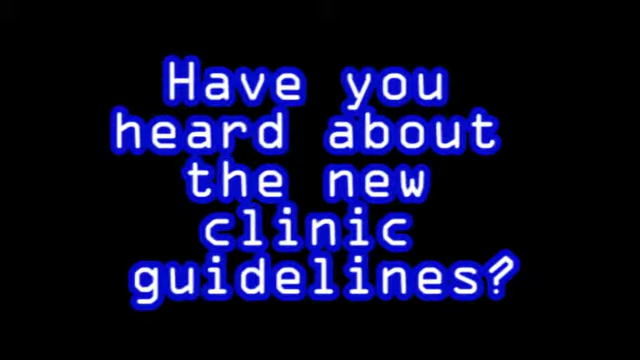 Have you
heard about
the new
clinic
guidelines?